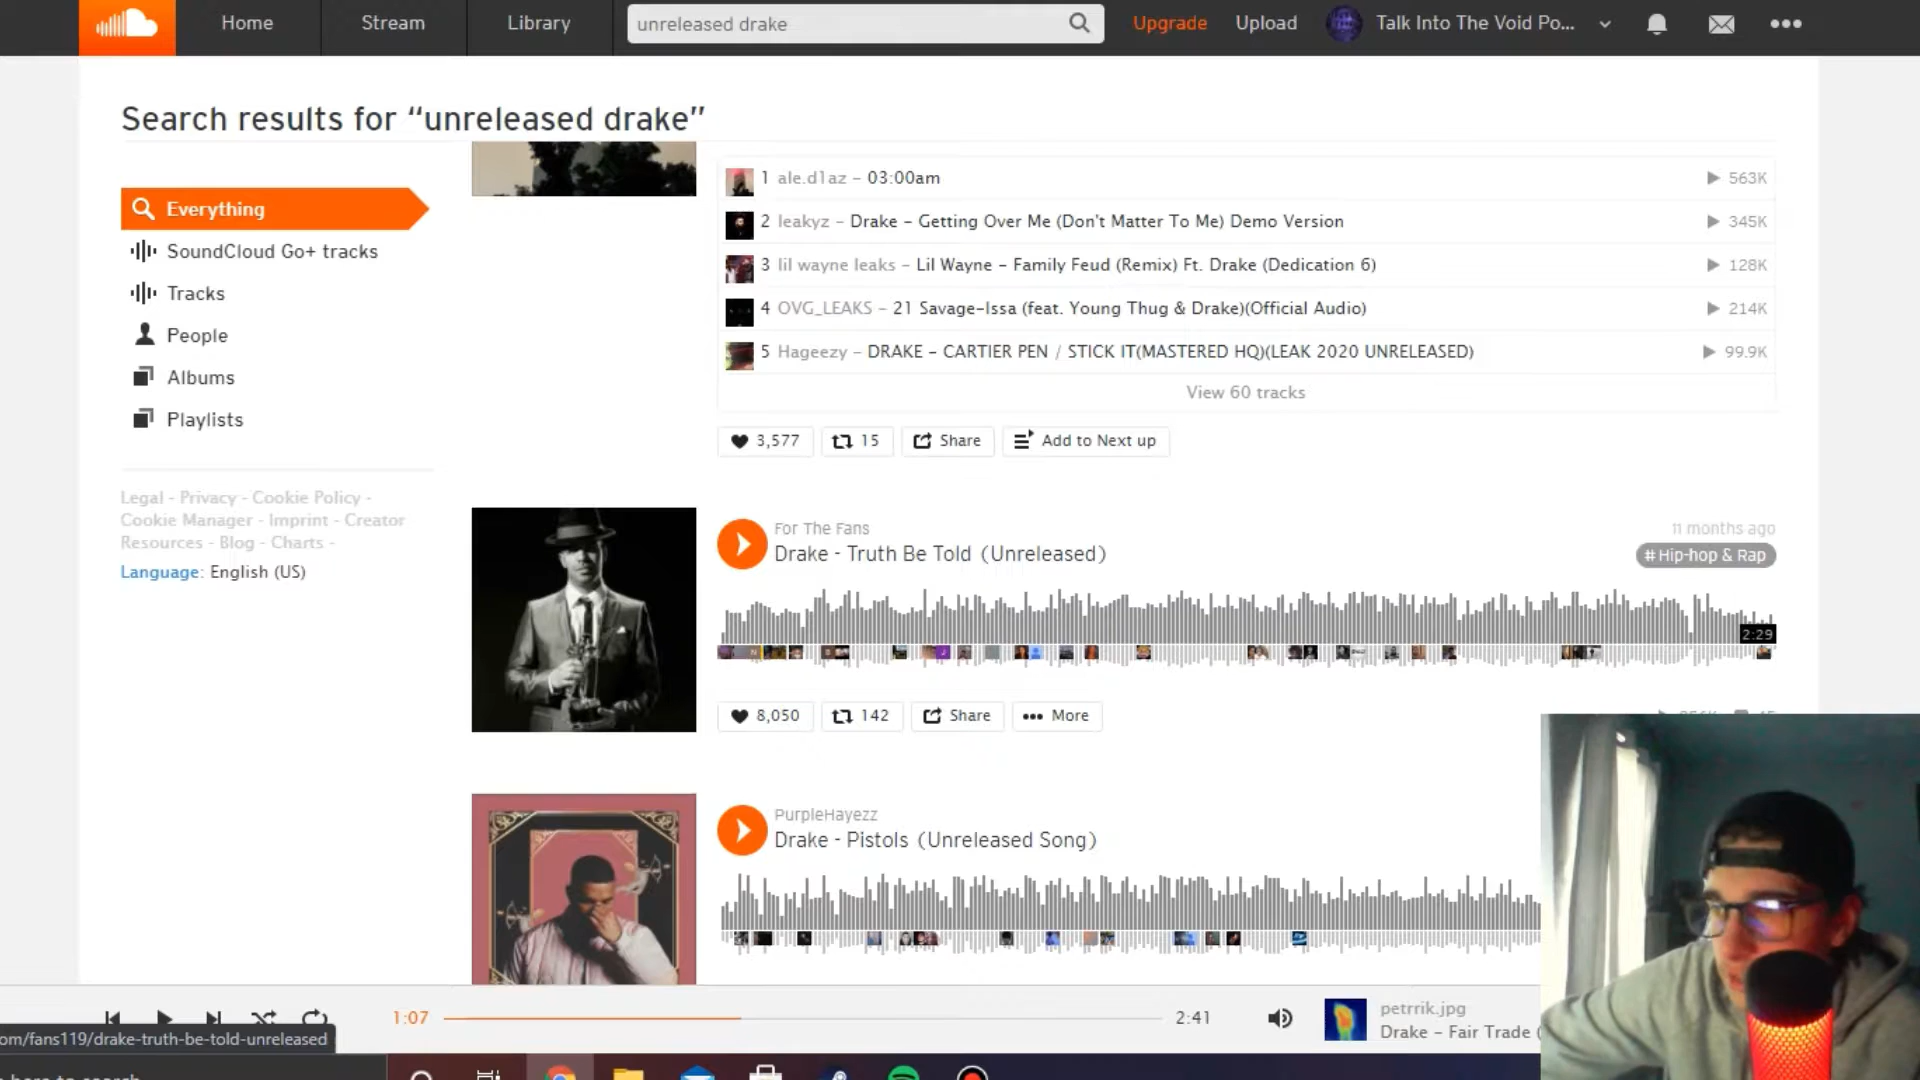 Home
Stream
Library
unreleased drake
Upgrade
Upload
Talk Into The Void Po...
Search results for “unreleased drake”
Everything
SoundCloud Go+ tracks
Tracks
People
Albums
Playlists
Legal - Privacy - Cookie Policy -
Cookie Manager - Imprint - Creator
Resources - Blog - Charts -
Language: English (US)
1 ale.d1az – 03:00am 563K
2 leakyz – Drake – Getting Over Me (Don't Matter To Me) Demo Version 345K
3 lil wayne leaks – Lil Wayne – Family Feud (Remix) Ft. Drake (Dedication 6) 128K
4 OVG_LEAKS – 21 Savage-Issa (feat. Young Thug & Drake)(Official Audio) 214K
5 Hageezy – DRAKE – CARTIER PEN / STICK IT(MASTERED HQ)(LEAK 2020 UNRELEASED) 99.9K
View 60 tracks
3,577 15 Share Add to Next up
For The Fans 11 months ago
Drake - Truth Be Told (Unreleased) # Hip-hop & Rap
2:29
8,050 142 Share More
PurpleHayezz
Drake - Pistols (Unreleased Song)
1:07 2:41
petrrik.jpg
Drake – Fair Trade (
om/fans119/drake-truth-be-told-unreleased
here to search